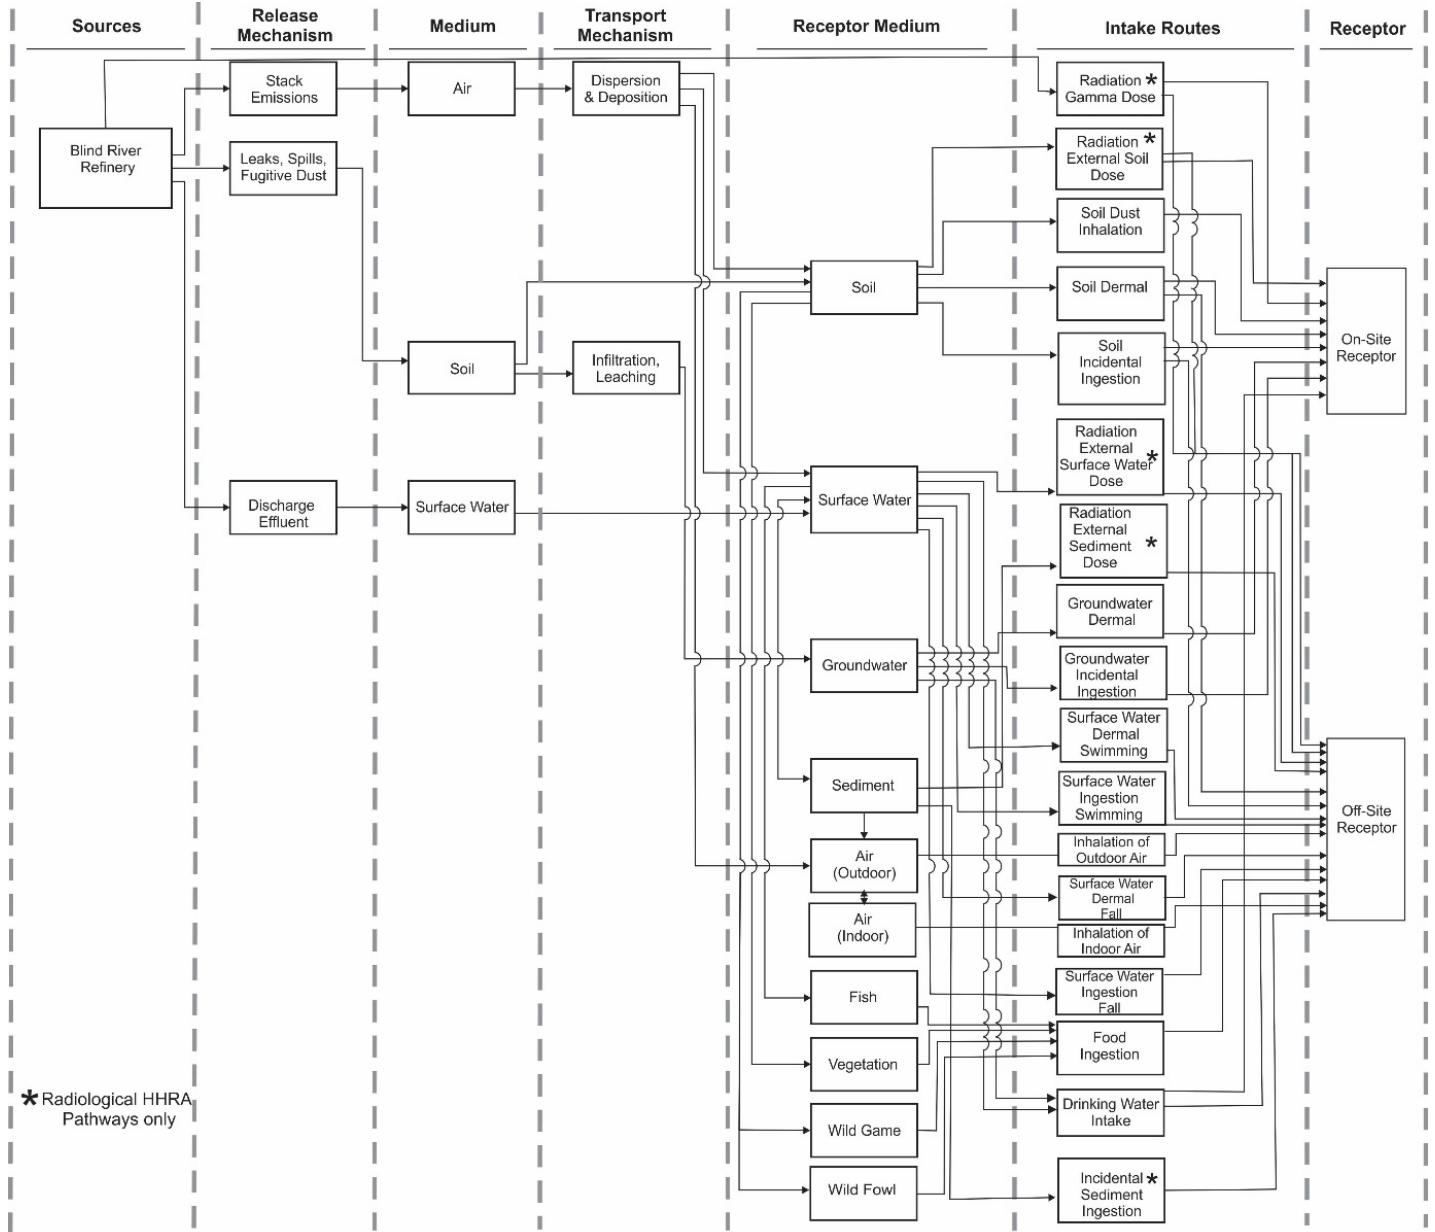 Sources
Release
Mechanism
Medium
Transport
Mechanism
Receptor Medium
Intake Routes
Receptor
Blind River
Refinery
Stack
Emissions
Leaks, Spills,
Fugitive Dust
Discharge
Effluent
Air
Soil
Surface Water
Dispersion
& Deposition
Infiltration,
Leaching
Soil
Surface Water
Groundwater
Sediment
Air
(Outdoor)
Air
(Indoor)
Fish
Vegetation
Wild Game
Wild Fowl
Radiation *
Gamma Dose
Radiation *
External Soil
Dose
Soil Dust
Inhalation
Soil Dermal
Soil
Incidental
Ingestion
Radiation
External
Surface Water *
Dose
Radiation
External
Sediment *
Dose
Groundwater
Dermal
Groundwater
Incidental
Ingestion
Surface Water
Dermal
Swimming
Surface Water
Ingestion
Swimming
Inhalation of
Outdoor Air
Surface Water
Dermal
Fall
Inhalation of
Indoor Air
Surface Water
Ingestion
Fall
Food
Ingestion
Drinking Water
Intake
Incidental *
Sediment
Ingestion
On-Site
Receptor
Off-Site
Receptor
* Radiological HHRA
Pathways only